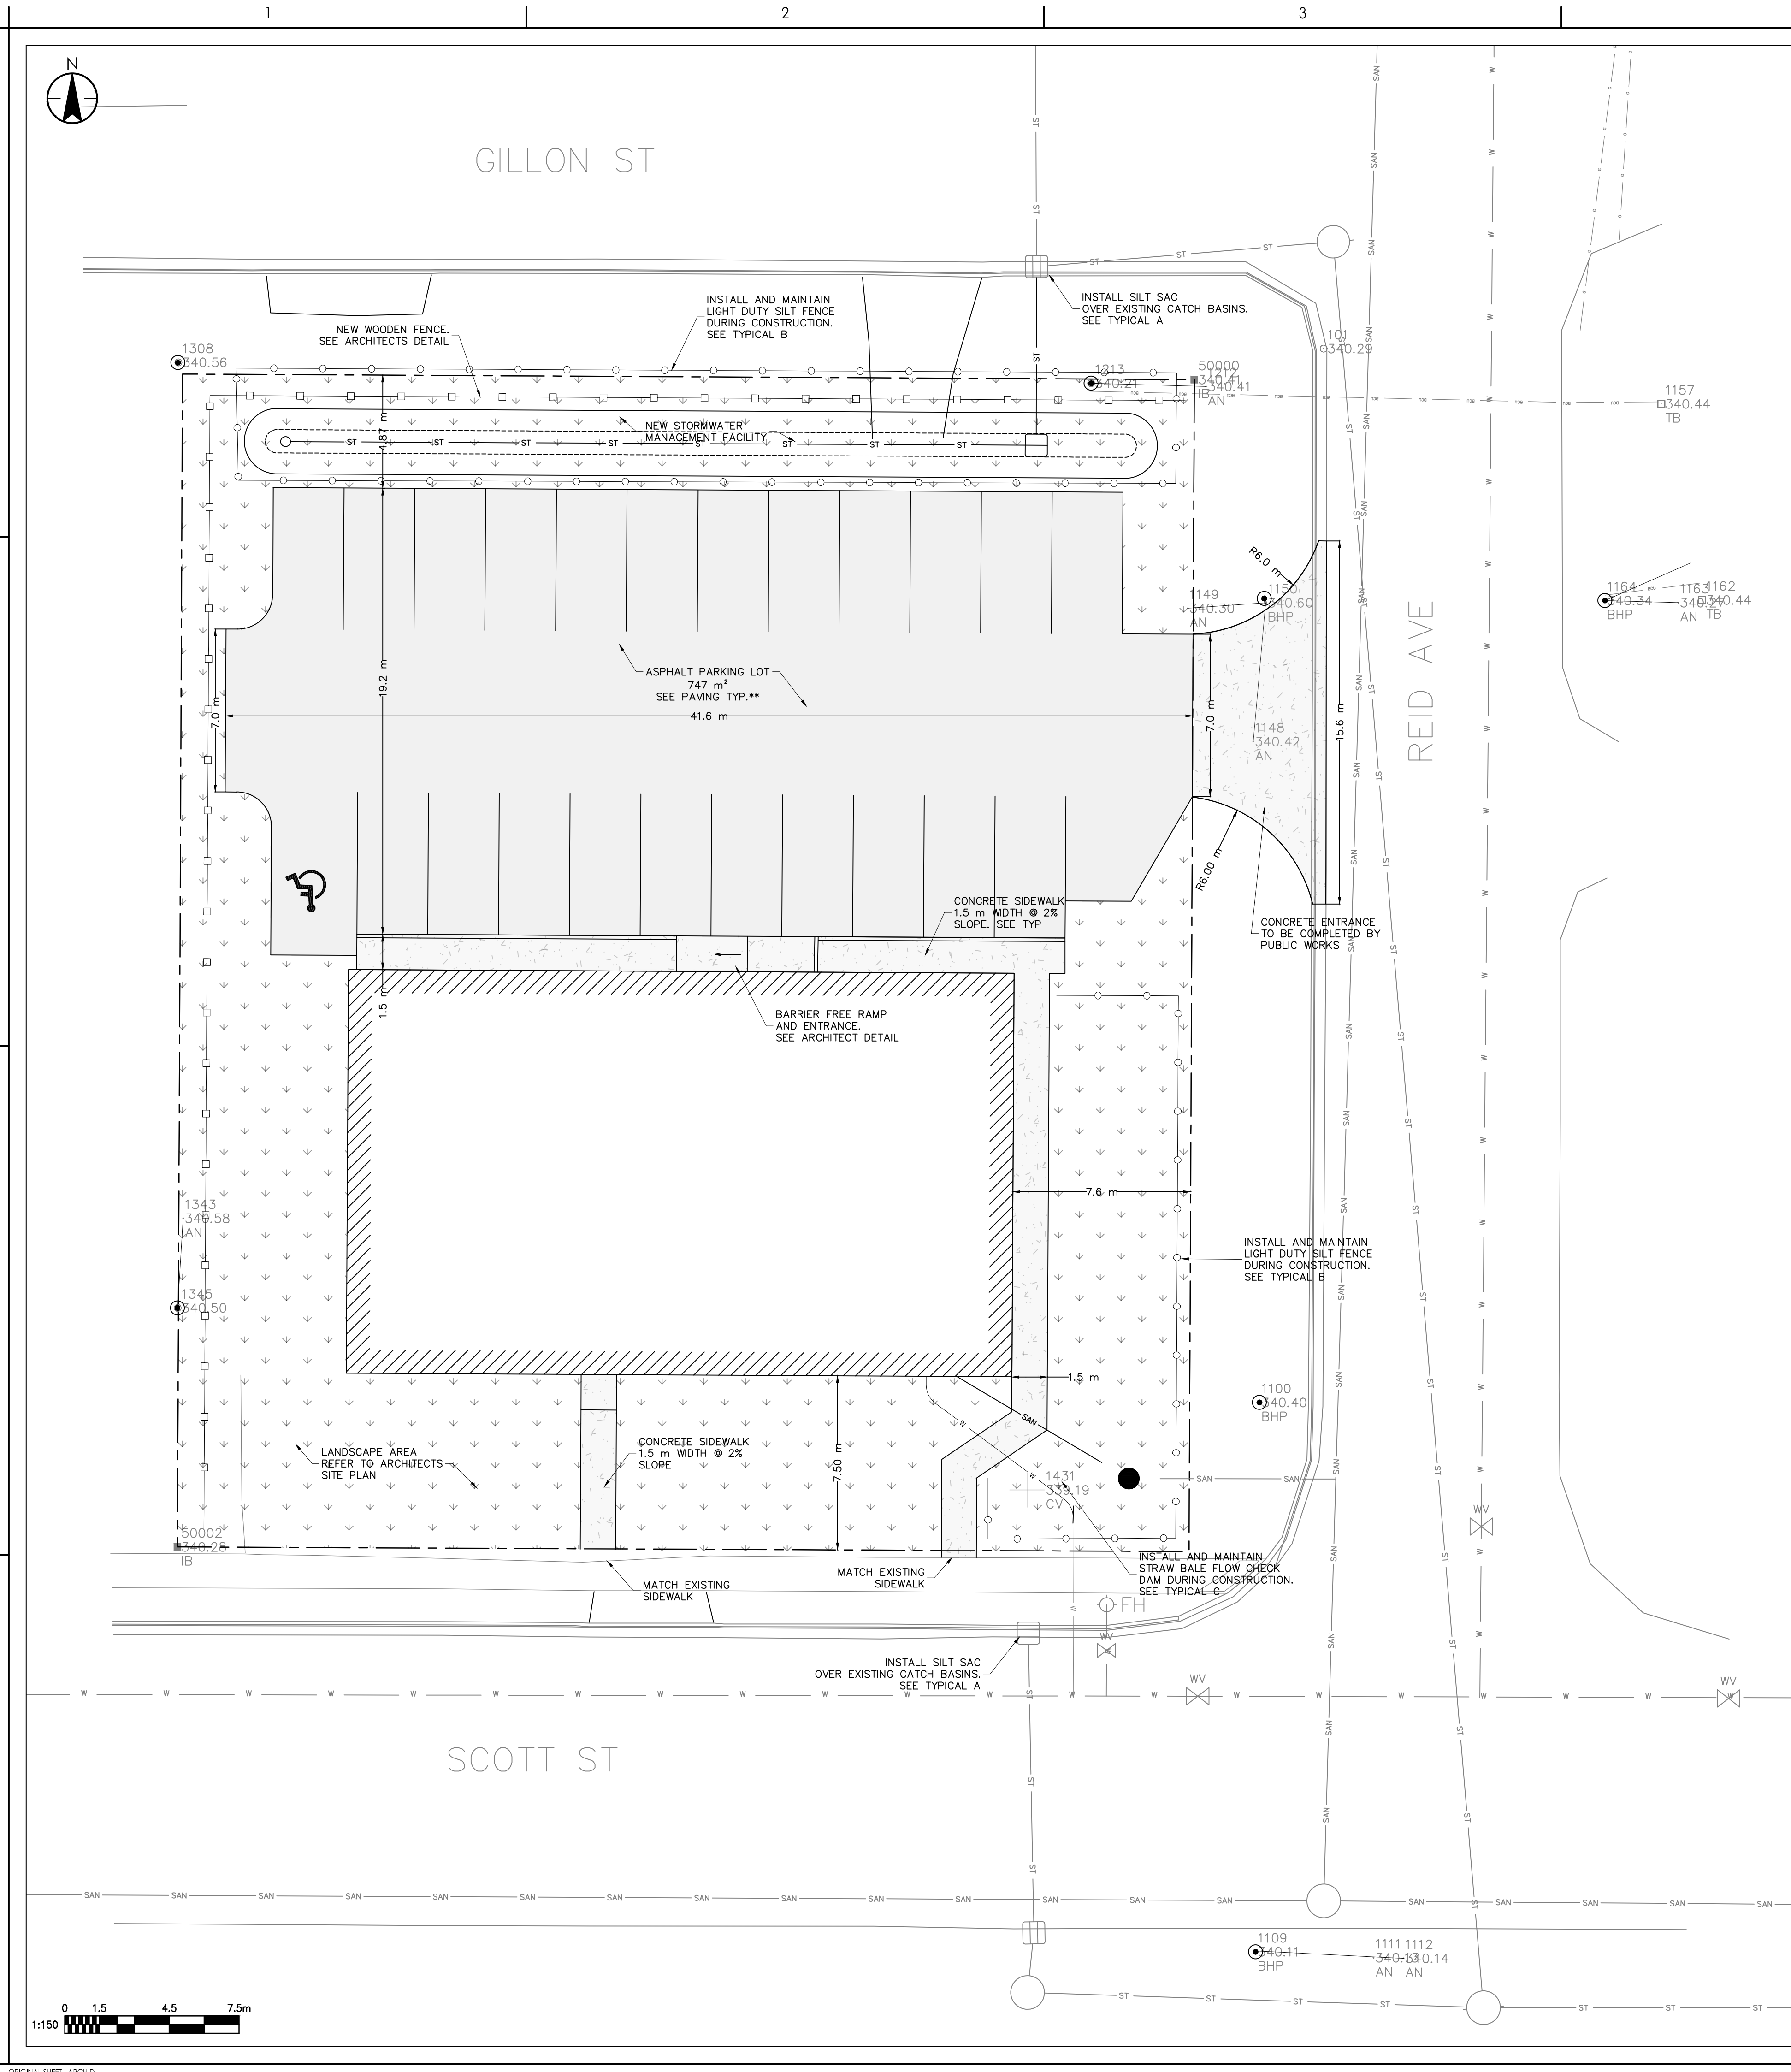 1
2
3
N
GILLON ST
INSTALL AND MAINTAIN
LIGHT DUTY SILT FENCE
DURING CONSTRUCTION.
SEE TYPICAL B
INSTALL SILT SAC
OVER EXISTING CATCH BASINS.
SEE TYPICAL A
NEW WOODEN FENCE.
SEE ARCHITECTS DETAIL
1308
340.56
1313
340.21
50000
340.41
IB
1212
340.41
AN
101
340.29
1157
340.44
TB
4.87 m
NEW STORMWATER
MANAGEMENT FACILITY
R6.0 m
1149
340.30
AN
1150
340.60
BHP
1164
340.34
BHP
1163
340.27
AN
1162
340.44
TB
REID AVE
ASPHALT PARKING LOT
747 m²
SEE PAVING TYP.**
19.2 m
7.0 m
41.6 m
7.0 m
15.6 m
1148
340.42
AN
R6.00 m
CONCRETE SIDEWALK
1.5 m WIDTH @ 2%
SLOPE. SEE TYP
CONCRETE ENTRANCE
TO BE COMPLETED BY
PUBLIC WORKS
1.5 m
BARRIER FREE RAMP
AND ENTRANCE.
SEE ARCHITECT DETAIL
7.6 m
1343
340.58
AN
INSTALL AND MAINTAIN
LIGHT DUTY SILT FENCE
DURING CONSTRUCTION.
SEE TYPICAL B
1345
340.50
1.5 m
1100
340.40
BHP
LANDSCAPE AREA
REFER TO ARCHITECTS
SITE PLAN
CONCRETE SIDEWALK
1.5 m WIDTH @ 2%
SLOPE
7.50 m
SAN
W
W
1431
339.19
CV
SAN
SAN
WV
50002
340.28
IB
MATCH EXISTING
SIDEWALK
MATCH EXISTING
SIDEWALK
INSTALL AND MAINTAIN
STRAW BALE FLOW CHECK
DAM DURING CONSTRUCTION.
SEE TYPICAL C
FH
WV
INSTALL SILT SAC
OVER EXISTING CATCH BASINS.
SEE TYPICAL A
WV
WV
SCOTT ST
1109
340.11
BHP
1111
AN
1112
340.14
AN
0 1.5 4.5 7.5m
1:150